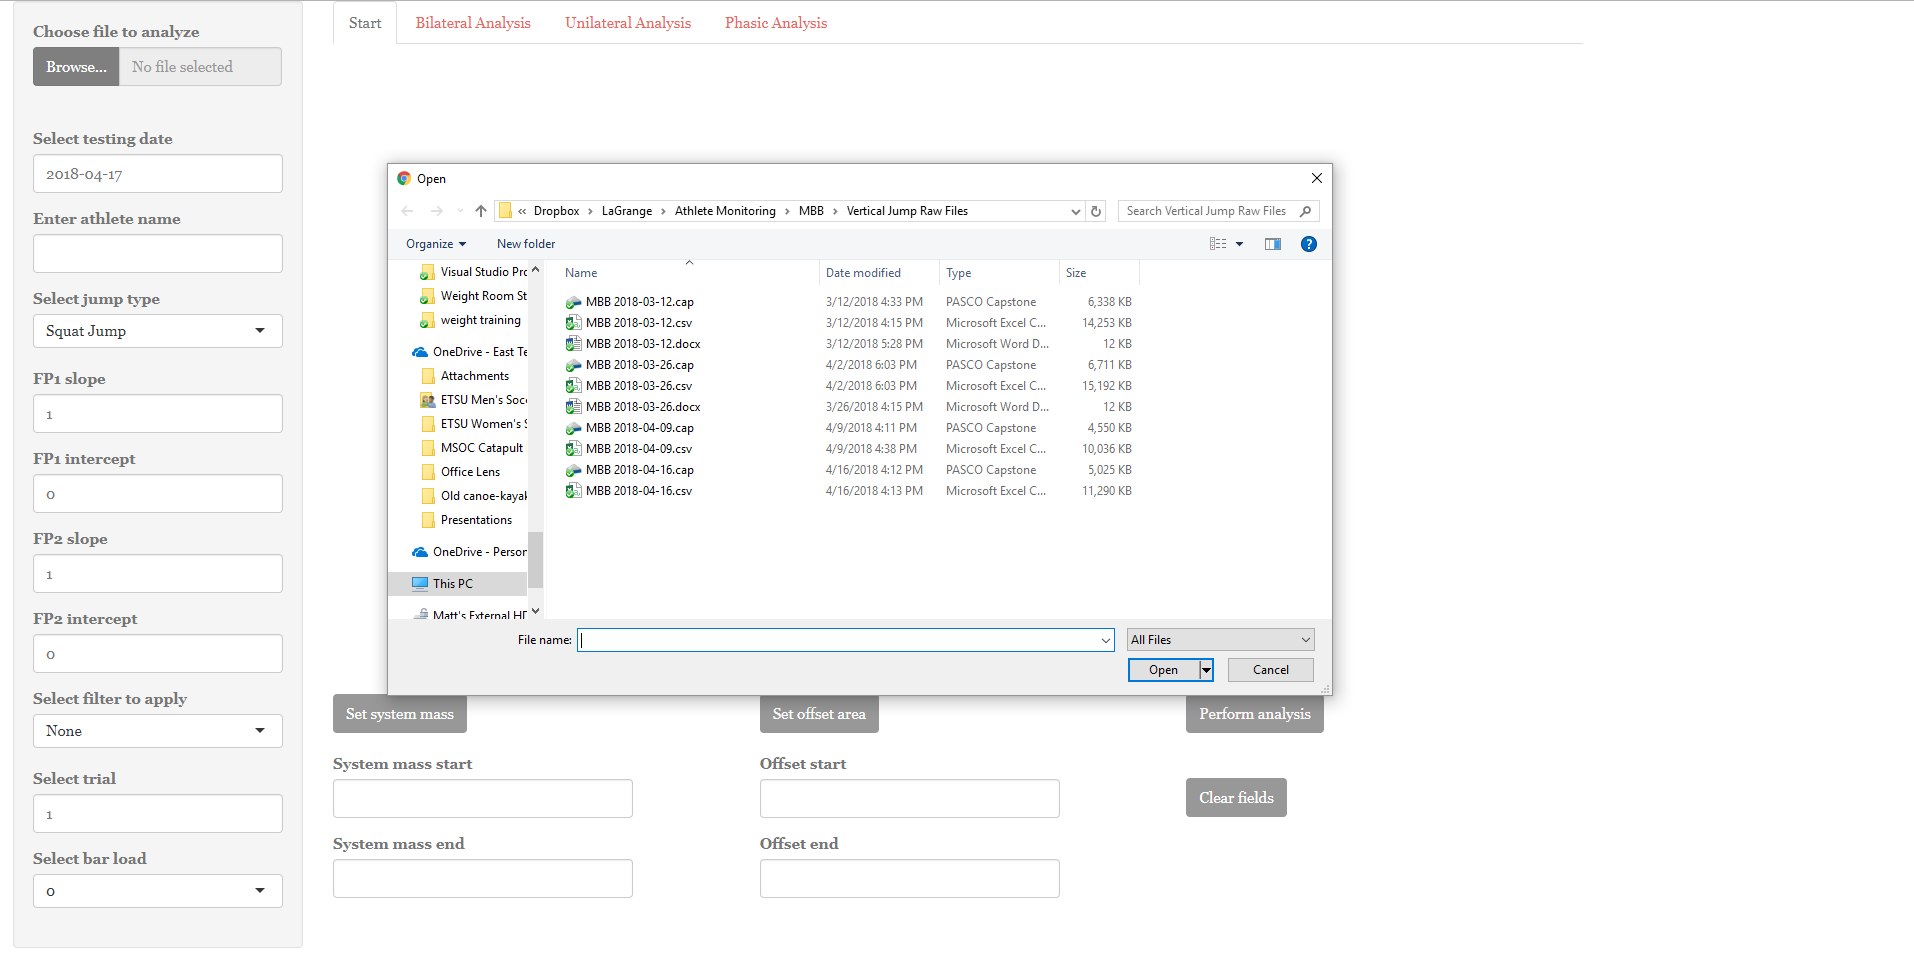 Choose file to analyze
Browse... No file selected
Select testing date
2018-04-17
Enter athlete name
Select jump type
Squat Jump
FP1 slope
1
FP1 intercept
0
FP2 slope
1
FP2 intercept
0
Select filter to apply
None
Select trial
1
Select bar load
0
Start Bilateral Analysis Unilateral Analysis Phasic Analysis
Open
« Dropbox › LaGrange › Athlete Monitoring › MBB › Vertical Jump Raw Files Search Vertical Jump Raw Files
Organize New folder
Visual Studio Pro
Weight Room St
weight training
OneDrive - East Te
Attachments
ETSU Men's Soc
ETSU Women's S
MSOC Catapult
Office Lens
Old canoe-kayak
Presentations
OneDrive - Person
This PC
Matt's External HD
Name Date modified Type Size
MBB 2018-03-12.cap 3/12/2018 4:33 PM PASCO Capstone 6,338 KB
MBB 2018-03-12.csv 3/12/2018 4:15 PM Microsoft Excel C... 14,253 KB
MBB 2018-03-12.docx 3/12/2018 5:28 PM Microsoft Word D... 12 KB
MBB 2018-03-26.cap 4/2/2018 6:03 PM PASCO Capstone 6,711 KB
MBB 2018-03-26.csv 4/2/2018 6:03 PM Microsoft Excel C... 15,192 KB
MBB 2018-03-26.docx 3/26/2018 4:15 PM Microsoft Word D... 12 KB
MBB 2018-04-09.cap 4/9/2018 4:11 PM PASCO Capstone 4,550 KB
MBB 2018-04-09.csv 4/9/2018 4:38 PM Microsoft Excel C... 10,036 KB
MBB 2018-04-16.cap 4/16/2018 4:12 PM PASCO Capstone 5,025 KB
MBB 2018-04-16.csv 4/16/2018 4:13 PM Microsoft Excel C... 11,290 KB
File name: All Files
Open Cancel
Set system mass Set offset area Perform analysis
System mass start Offset start
Clear fields
System mass end Offset end